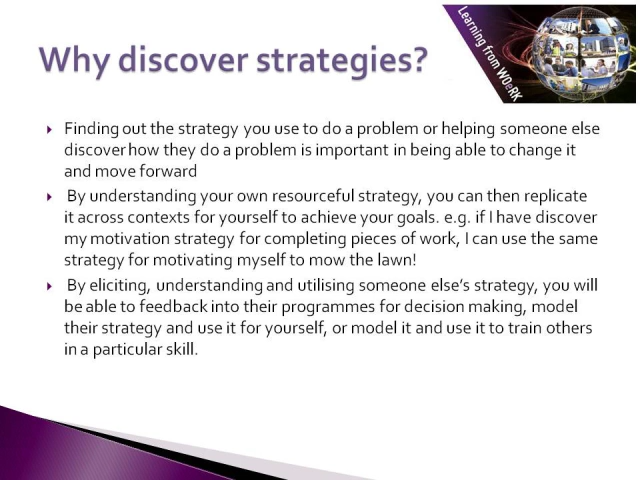 Why discover strategies?
Learning from WOeRK
Finding out the strategy you use to do a problem or helping someone else
discover how they do a problem is important in being able to change it
and move forward
By understanding your own resourceful strategy, you can then replicate
it across contexts for yourself to achieve your goals. e.g. if I have discover
my motivation strategy for completing pieces of work, I can use the same
strategy for motivating myself to mow the lawn!
By eliciting, understanding and utilising someone else's strategy, you will
be able to feedback into their programmes for decision making, model
their strategy and use it for yourself, or model it and use it to train others
in a particular skill.